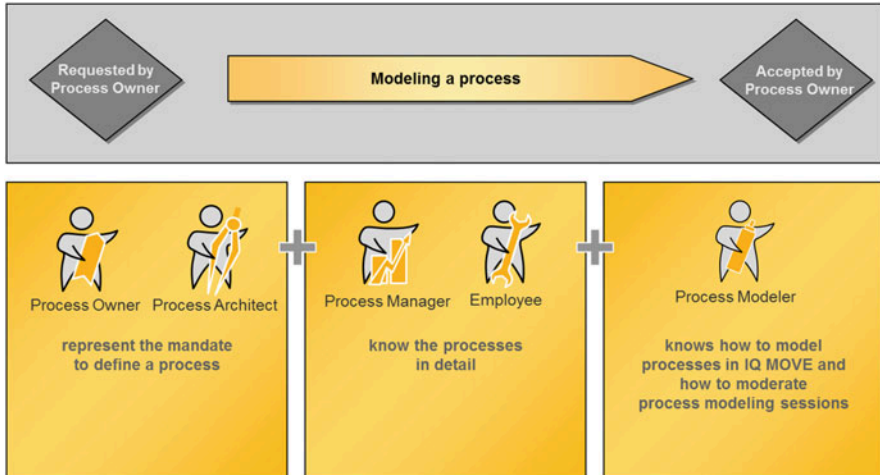 Requested by
Process Owner
Modeling a process
Accepted by
Process Owner
Process Owner
Process Architect
represent the mandate
to define a process
Process Manager
Employee
know the processes
in detail
Process Modeler
knows how to model
processes in IQ MOVE and
how to moderate
process modeling sessions